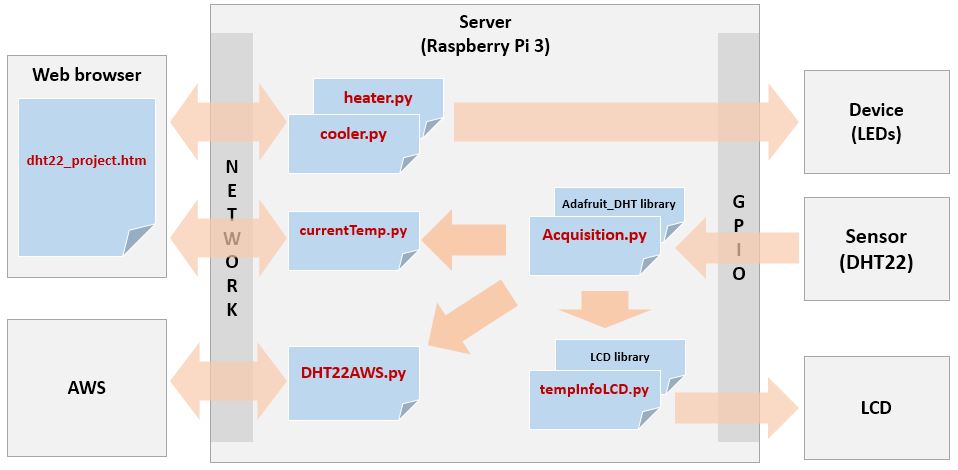 Server
(Raspberry Pi 3)
Web browser
dht22_project.htm
NETWORK
heater.py
cooler.py
Device
(LEDs)
Adafruit_DHT library
currentTemp.py
Acquisition.py
GPIO
Sensor
(DHT22)
AWS
DHT22AWS.py
LCD library
tempInfoLCD.py
LCD